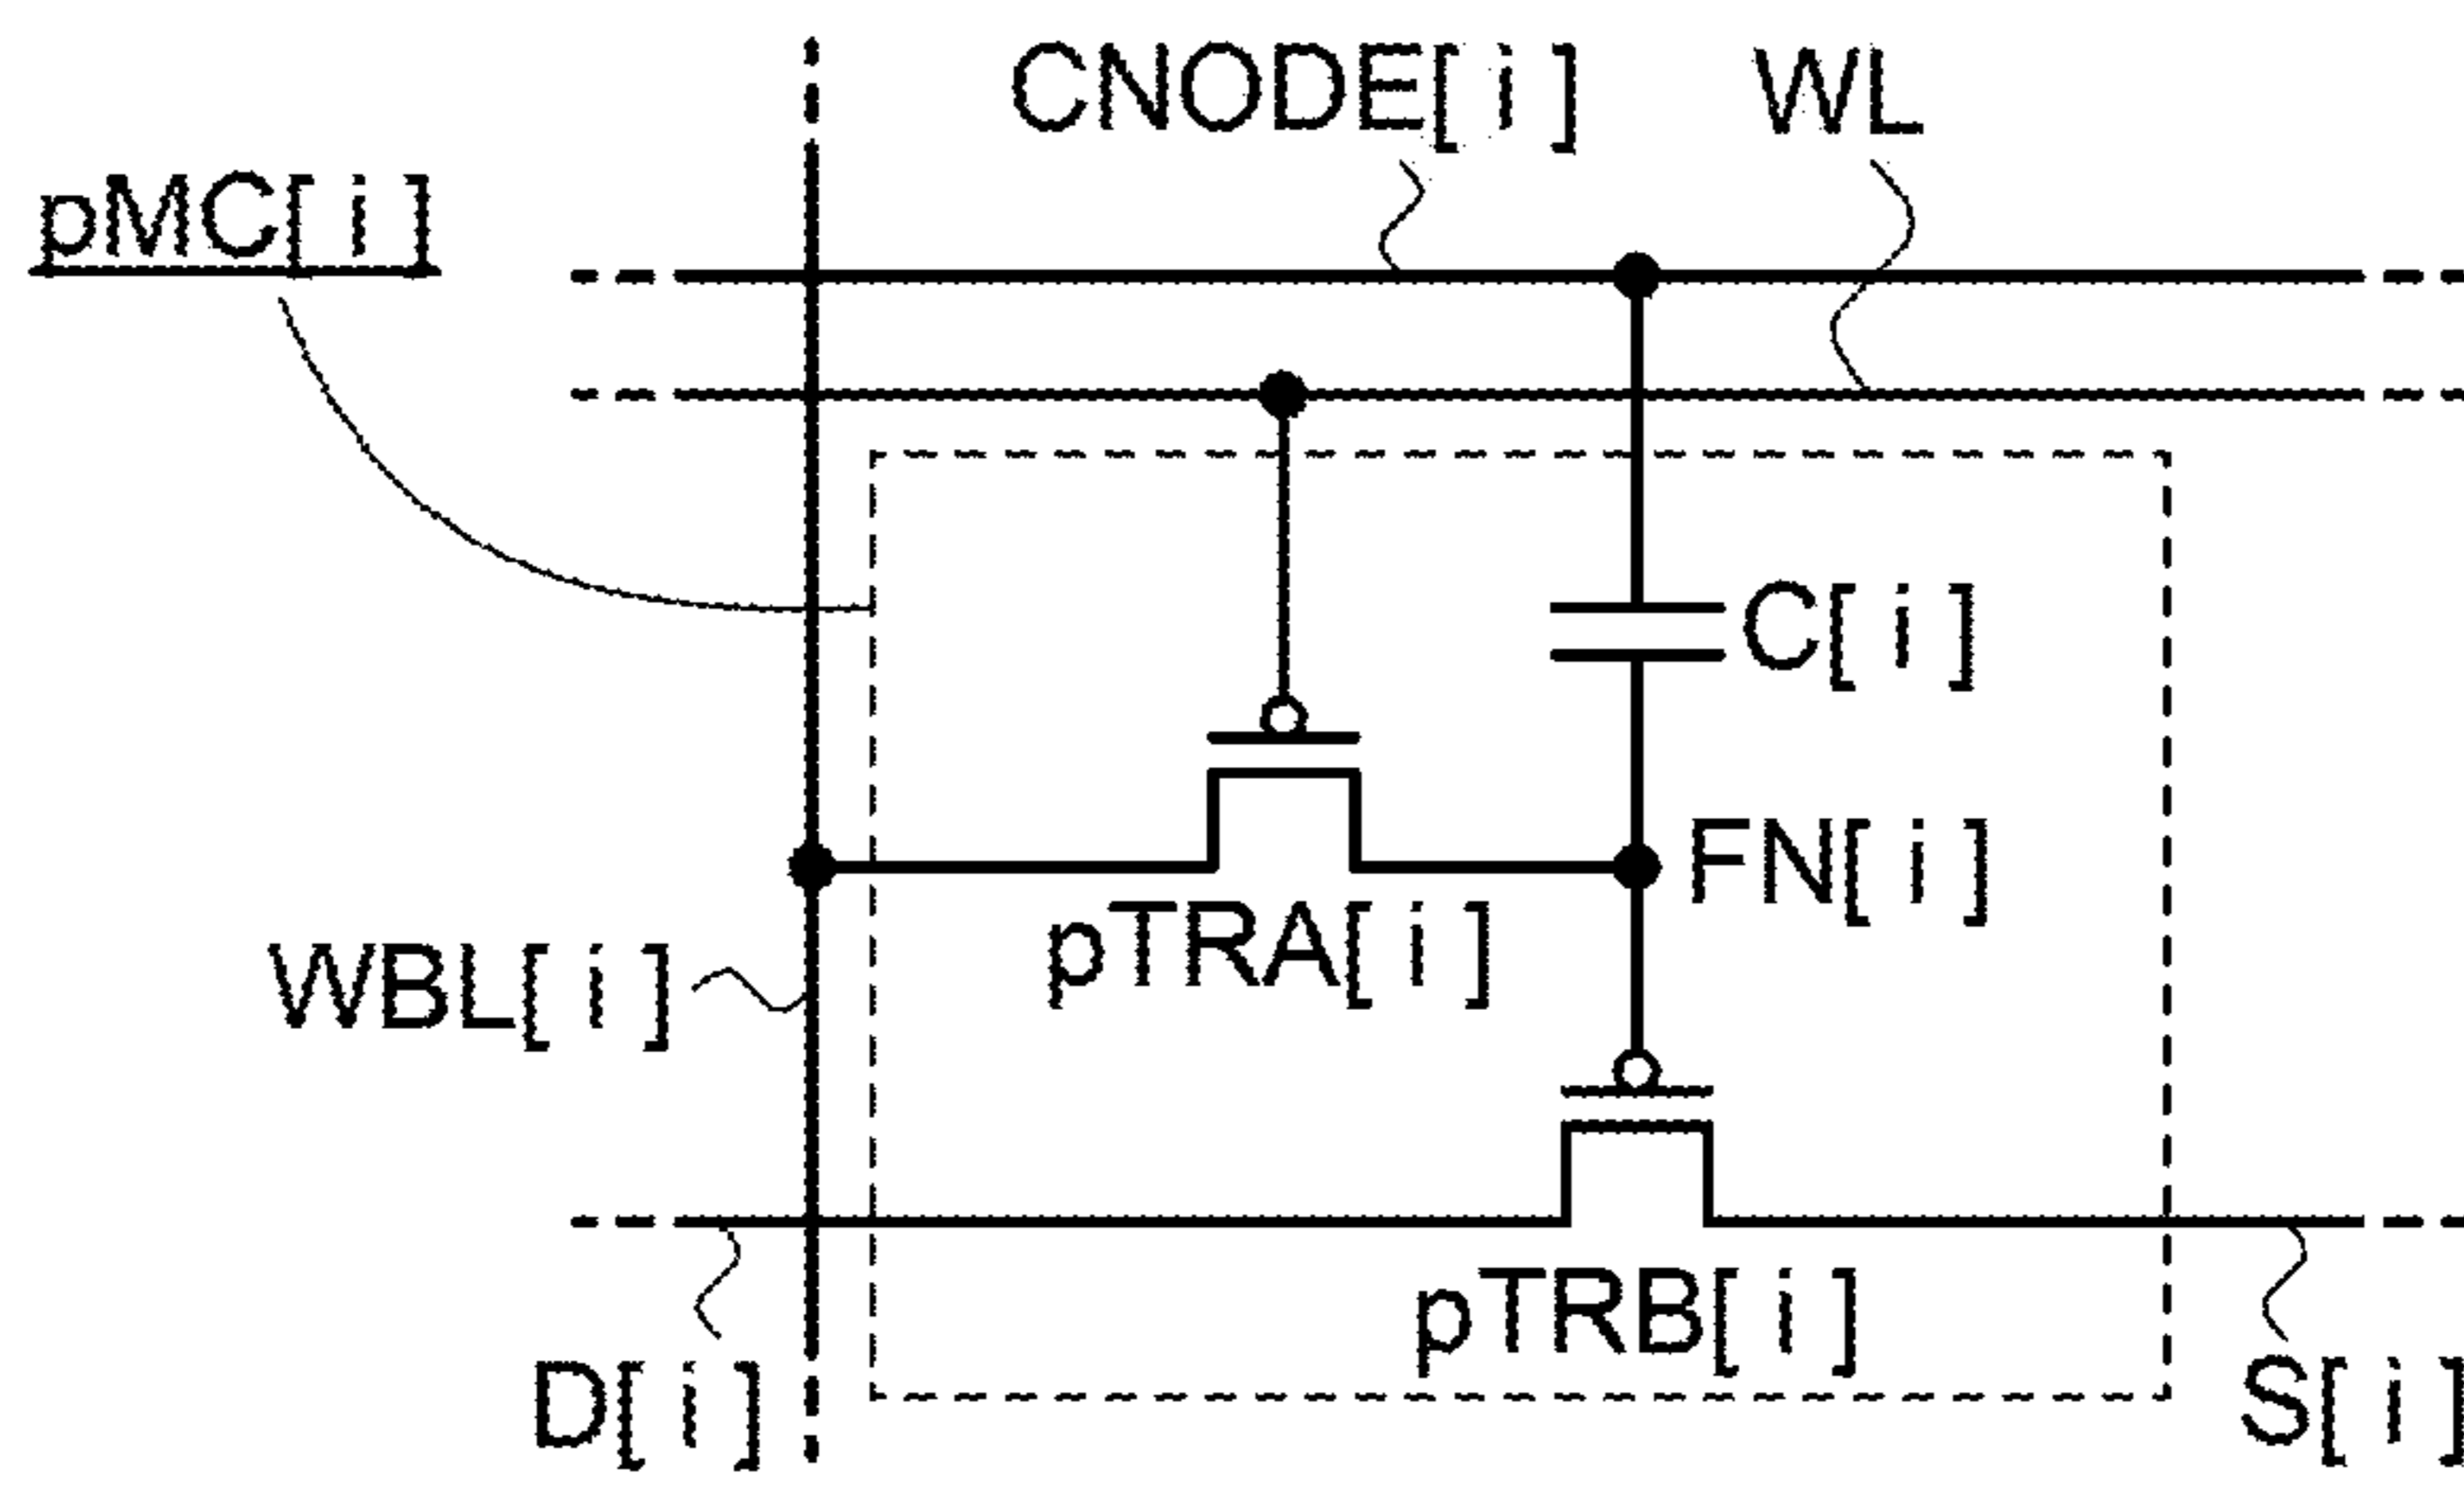 CNODE[ i ] WL
pMC[ i ]
C[ i ]
FN[ i ]
pTRA[ i ]
WBL[ i ]
pTRB[ i ]
D[ i ] S[ i ]